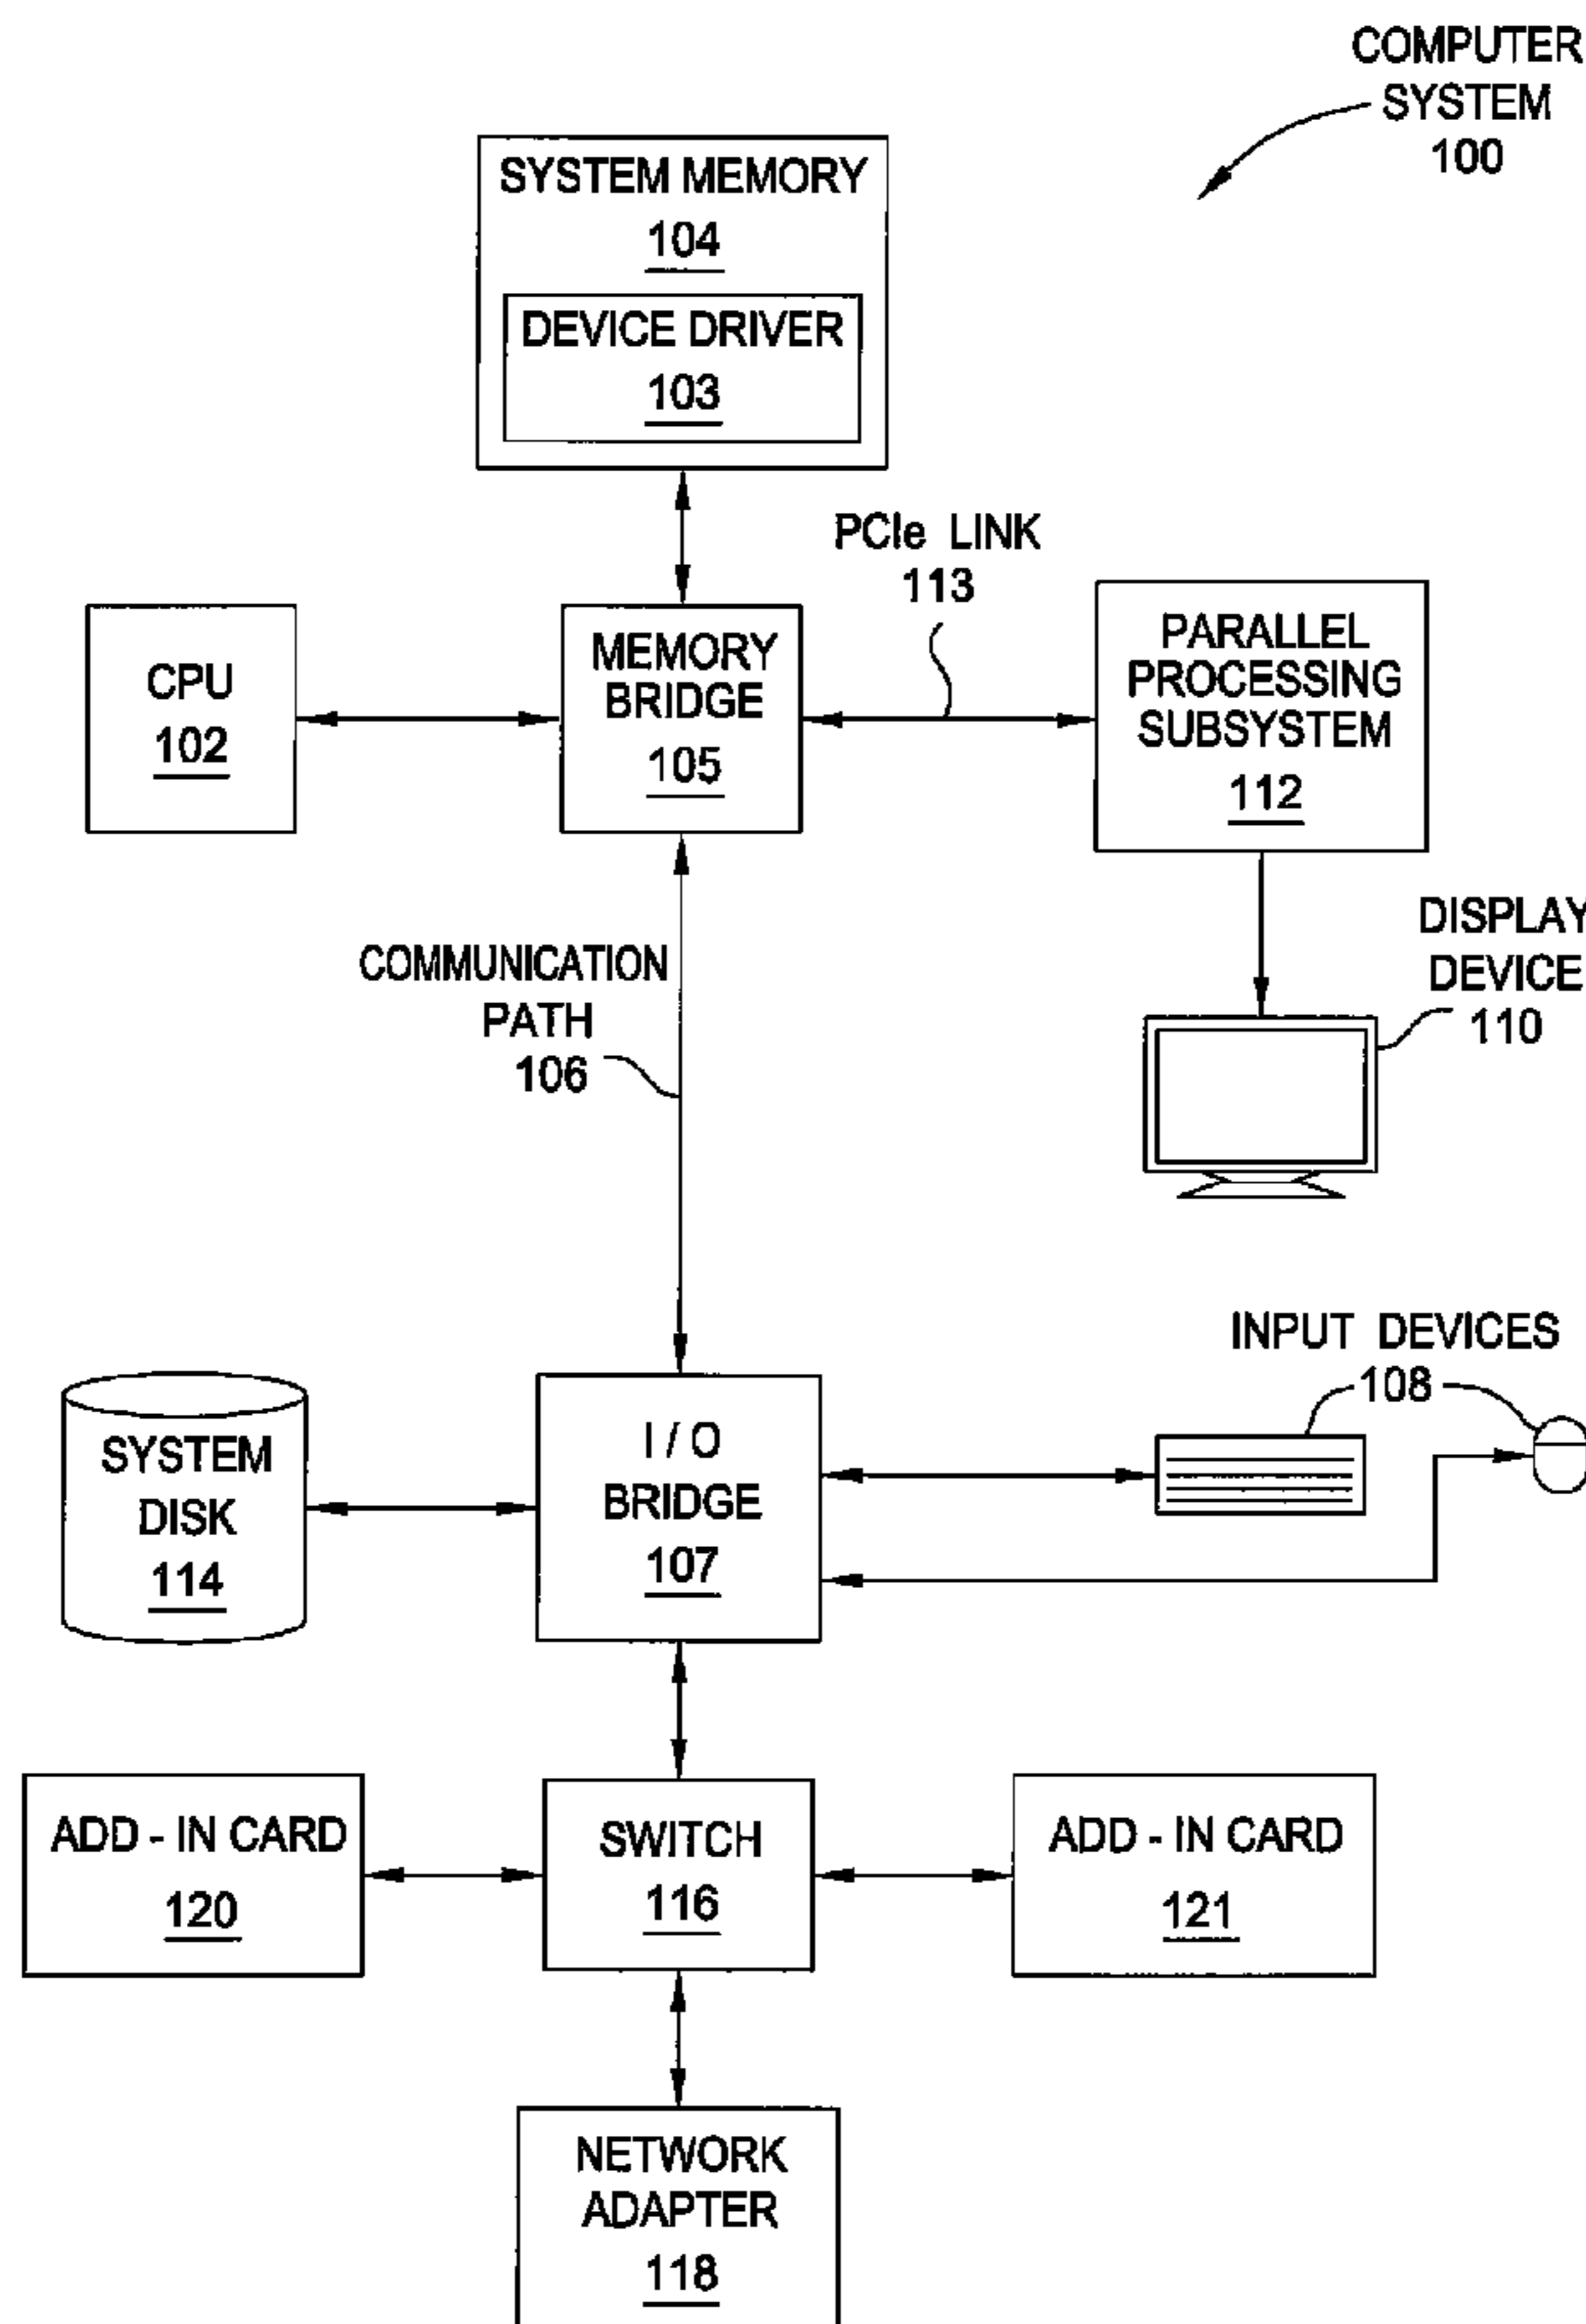 COMPUTER
SYSTEM
100
SYSTEM MEMORY
104
DEVICE DRIVER
103
PCIe LINK
113
CPU
102
MEMORY
BRIDGE
105
PARALLEL
PROCESSING
SUBSYSTEM
112
COMMUNICATION
PATH
106
DISPLAY
DEVICE
110
INPUT DEVICES
108
SYSTEM
DISK
114
I / O
BRIDGE
107
ADD - IN CARD
120
SWITCH
116
ADD - IN CARD
121
NETWORK
ADAPTER
118